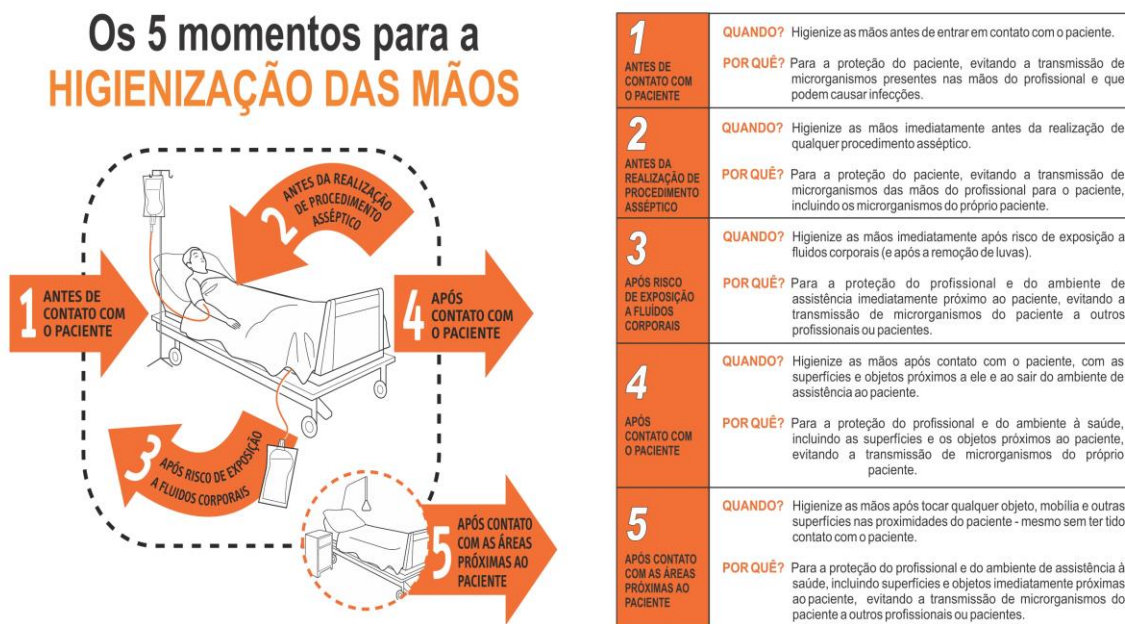 Os 5 momentos para a
HIGIENIZAÇÃO DAS MÃOS
1
ANTES DE
CONTATO COM
O PACIENTE
2
ANTES DA REALIZAÇÃO
DE PROCEDIMENTO
ASSÉPTICO
3
APÓS RISCO DE EXPOSIÇÃO
A FLUIDOS CORPORAIS
4
APÓS
CONTATO COM
O PACIENTE
5
APÓS CONTATO
COM AS ÁREAS
PRÓXIMAS AO
PACIENTE
1
ANTES DE
CONTATO COM
O PACIENTE
QUANDO? Higienize as mãos antes de entrar em contato com o paciente.
POR QUÊ? Para a proteção do paciente, evitando a transmissão de
microrganismos presentes nas mãos do profissional e que
podem causar infecções.
2
ANTES DA
REALIZAÇÃO DE
PROCEDIMENTO
ASSÉPTICO
QUANDO? Higienize as mãos imediatamente antes da realização de
qualquer procedimento asséptico.
POR QUÊ? Para a proteção do paciente, evitando a transmissão de
microrganismos das mãos do profissional para o paciente,
incluindo os microrganismos do próprio paciente.
3
APÓS RISCO
DE EXPOSIÇÃO
A FLUÍDOS
CORPORAIS
QUANDO? Higienize as mãos imediatamente após risco de exposição a
fluidos corporais (e após a remoção de luvas).
POR QUÊ? Para a proteção do profissional e do ambiente de
assistência imediatamente próximo ao paciente, evitando a
transmissão de microrganismos do paciente a outros
profissionais ou pacientes.
4
APÓS
CONTATO COM
O PACIENTE
QUANDO? Higienize as mãos após contato com o paciente, com as
superfícies e objetos próximos a ele e ao sair do ambiente de
assistência ao paciente.
POR QUÊ? Para a proteção do profissional e do ambiente à saúde,
incluindo as superfícies e os objetos próximos ao paciente,
evitando a transmissão de microrganismos do próprio
paciente.
5
APÓS CONTATO
COM AS ÁREAS
PRÓXIMAS AO
PACIENTE
QUANDO? Higienize as mãos após tocar qualquer objeto, mobilia e outras
superfícies nas proximidades do paciente - mesmo sem ter tido
contato com o paciente.
POR QUÊ? Para a proteção do profissional e do ambiente de assistência à
saúde, incluindo superfícies e objetos imediatamente próximas
ao paciente, evitando a transmissão de microrganismos do
paciente a outros profissionais ou pacientes.